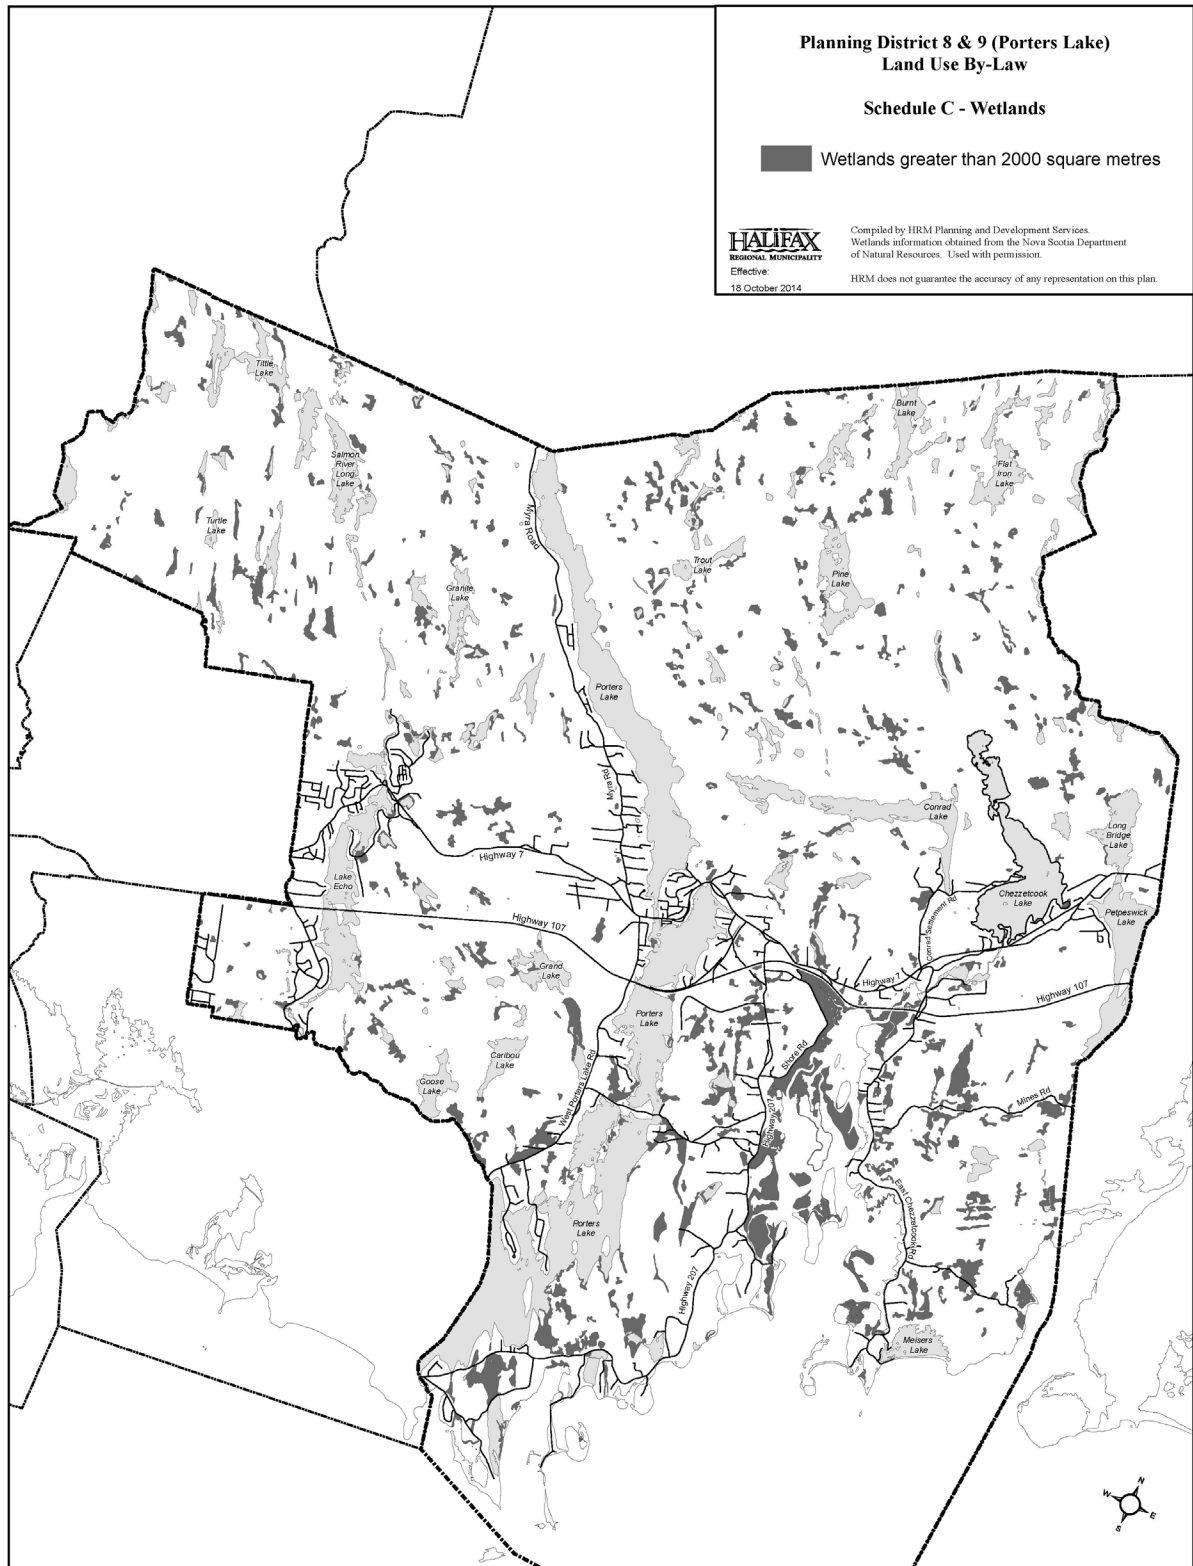 Planning District 8 & 9 (Porters Lake)
Land Use By-Law
Schedule C - Wetlands
Wetlands greater than 2000 square metres
HALIFAX
REGIONAL MUNICIPALITY
Effective:
18 October 2014
Compiled by HRM Planning and Development Services.
Wetlands information obtained from the Nova Scotia Department
of Natural Resources. Used with permission.
HRM does not guarantee the accuracy of any representation on this plan.
Tittle
Lake
Burnt
Lake
Salmon
River
Long
Lake
Flat
Iron
Lake
Turtle
Lake
Myra Road
Trout
Lake
Pine
Lake
Granite
Lake
Porters
Lake
Myra Rd
Conrad
Lake
Long
Bridge
Lake
Highway 7
Lake
Echo
Chezzetcook
Lake
Conrad Settlement Rd
Petpeswick
Lake
Highway 107
Grand
Lake
Highway 7
Highway 107
Porters
Lake
Shore Rd
Caribou
Lake
Goose
Lake
West Porters Lake Rd
Mines Rd
Highway 207
East Chezzetcook Rd
Porters
Lake
Highway 207
Meisers
Lake
N
W
E
S